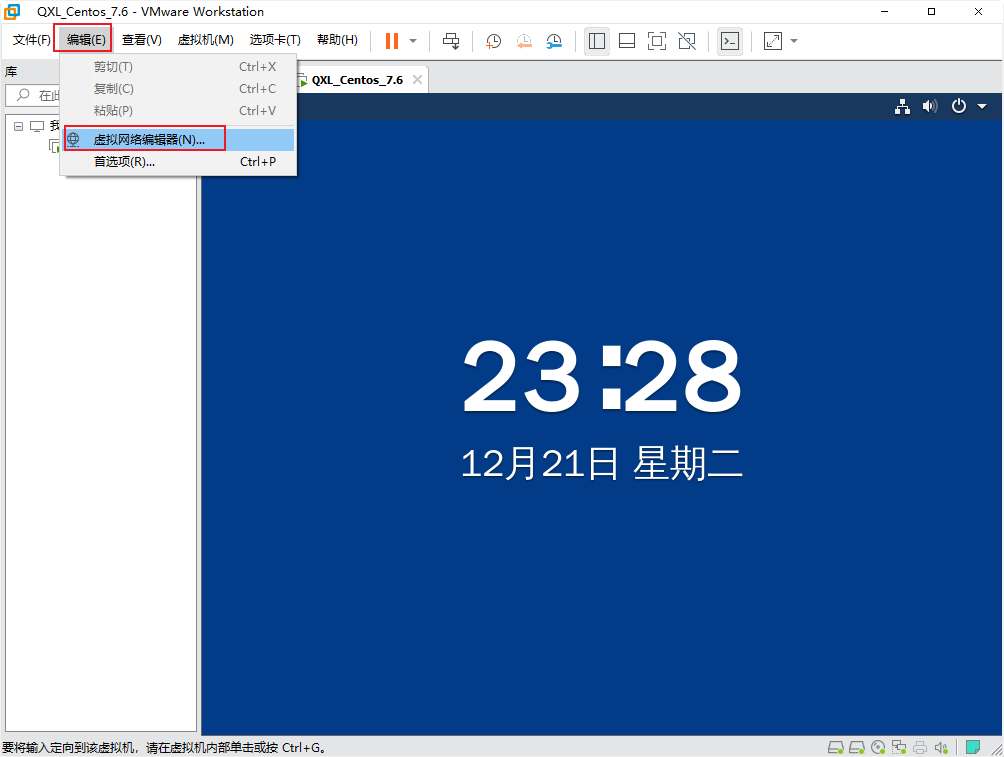 QXL_Centos_7.6 - VMware Workstation
文件(F) 编辑(E) 查看(V) 虚拟机(M) 选项卡(T) 帮助(H)
库
剪切(T) Ctrl+X
QXL_Centos_7.6
在此
复制(C) Ctrl+C
粘贴(P) Ctrl+V
我
虚拟网络编辑器(N)...
首选项(R)... Ctrl+P
23:28
12月21日 星期二
要将输入定向到该虚拟机，请在虚拟机内部单击或按 Ctrl+G。